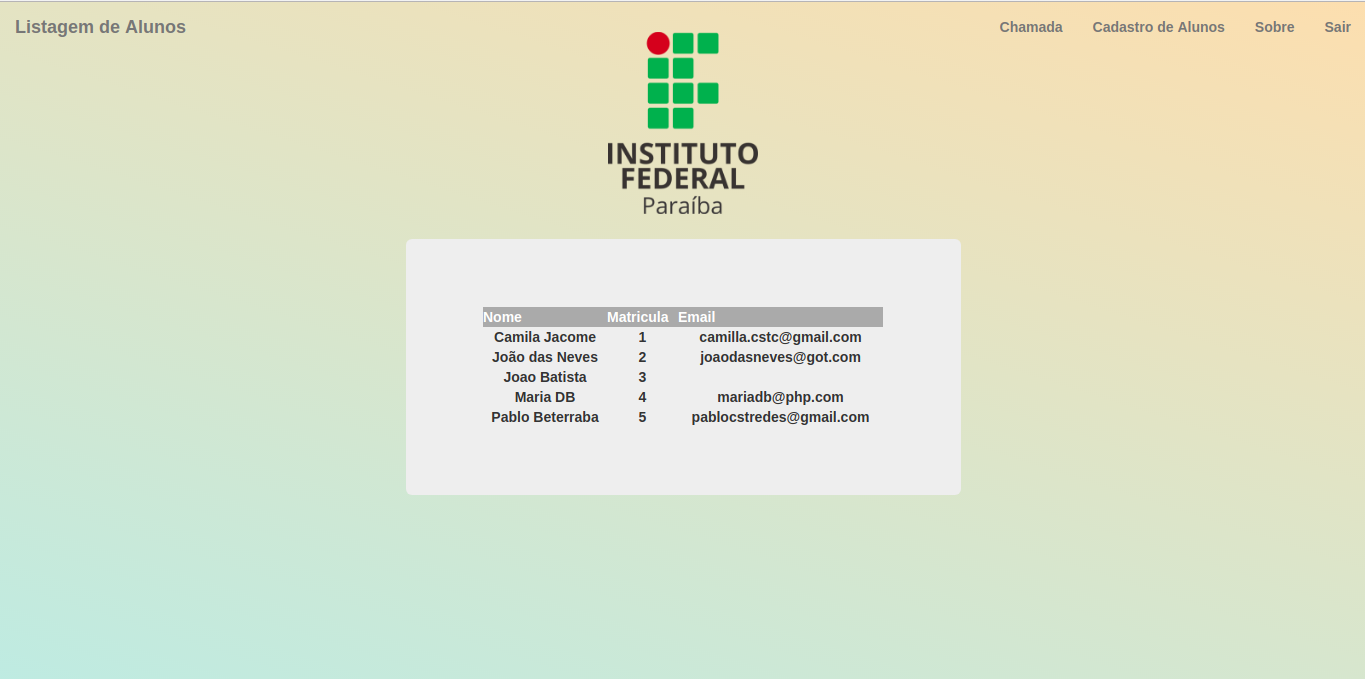 Listagem de Alunos Chamada Cadastro de Alunos Sobre Sair
INSTITUTO
FEDERAL
Paraíba
Nome Matricula Email
Camila Jacome 1 camilla.cstc@gmail.com
João das Neves 2 joaodasneves@got.com
Joao Batista 3
Maria DB 4 mariadb@php.com
Pablo Beterraba 5 pablocstredes@gmail.com